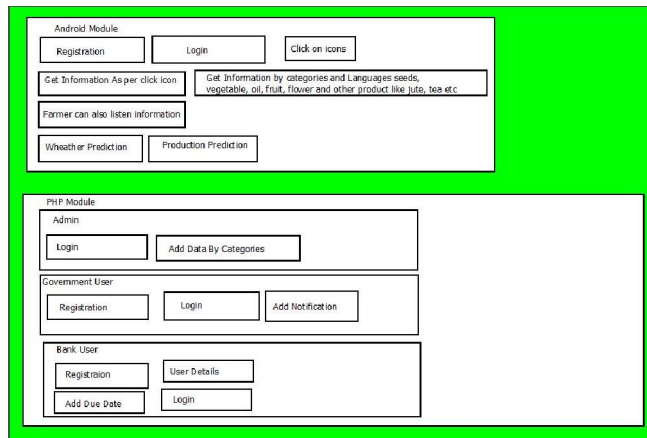 Android Module
Registration
Login
Click on icons
Get Information As per click icon
Get Information by categories and Languages seeds,
vegetable, oil, fruit, flower and other product like jute, tea etc
Farmer can also listen information
Wheather Prediction
Production Prediction
PHP Module
Admin
Login
Add Data By Categories
Government User
Registration
Login
Add Notification
Bank User
Registraion
User Details
Add Due Date
Login